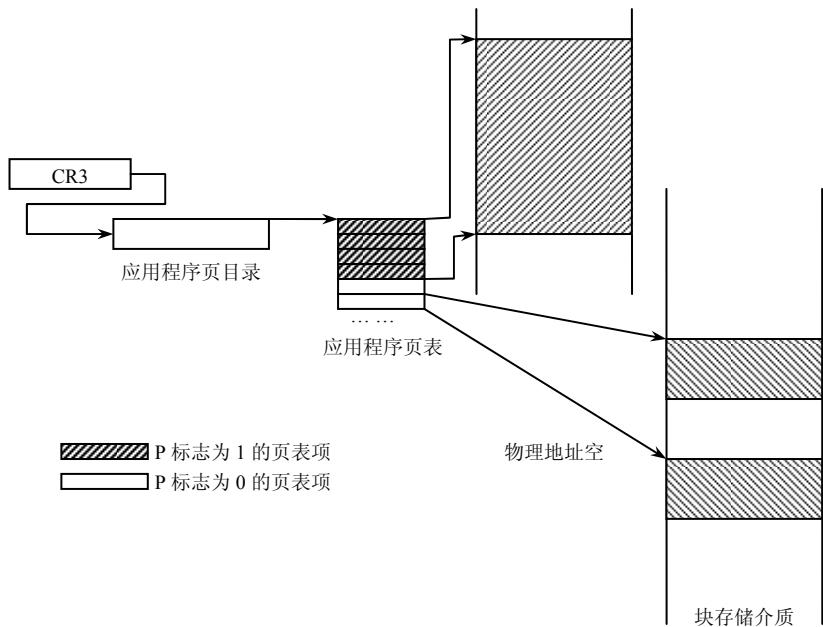 CR3
应用程序页目录
… …
应用程序页表
P 标志为 1 的页表项
P 标志为 0 的页表项
物理地址空
块存储介质